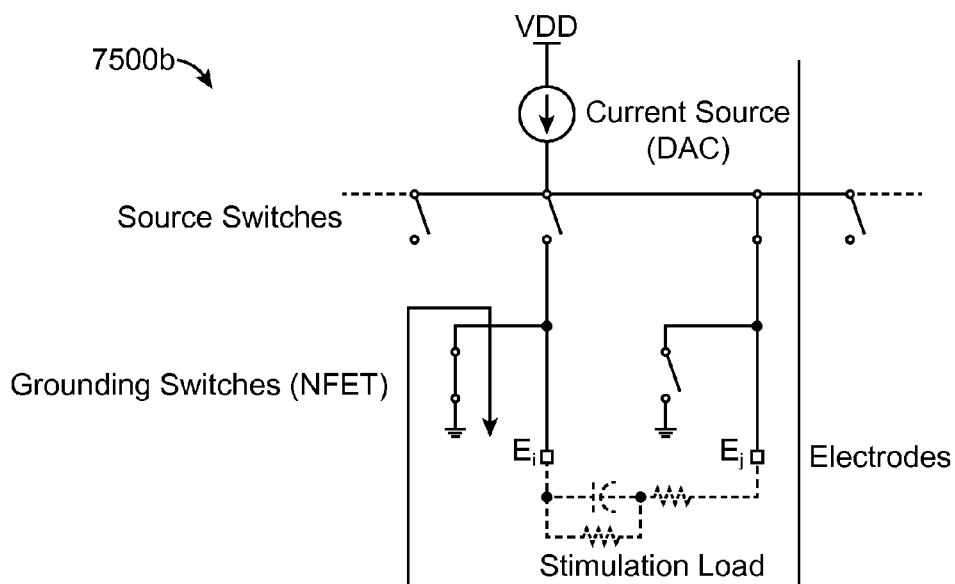 VDD
7500b
Current Source
(DAC)
Source Switches
Grounding Switches (NFET)
Ei
Ej
Electrodes
Stimulation Load